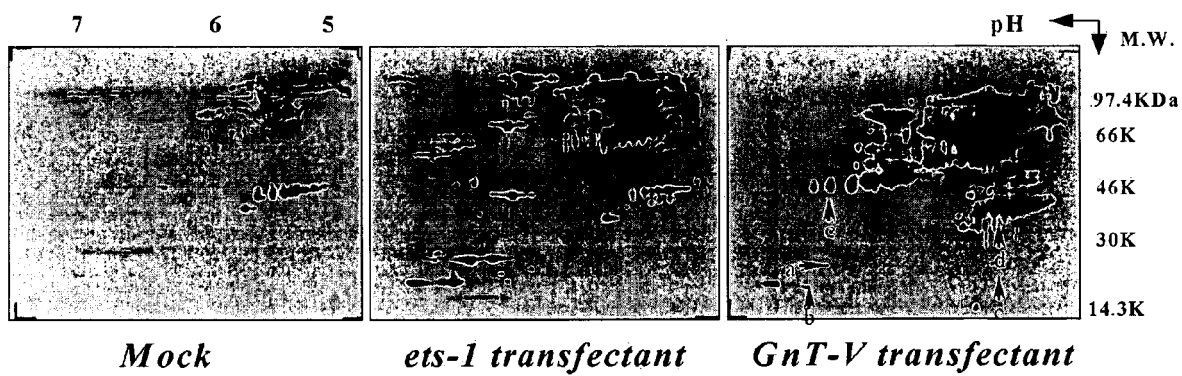 7 6 5 pH M.W.
97.4KDa
66K
46K
30K
14.3K
e
a
d
b
c
Mock ets-1 transfectant GnT-V transfectant